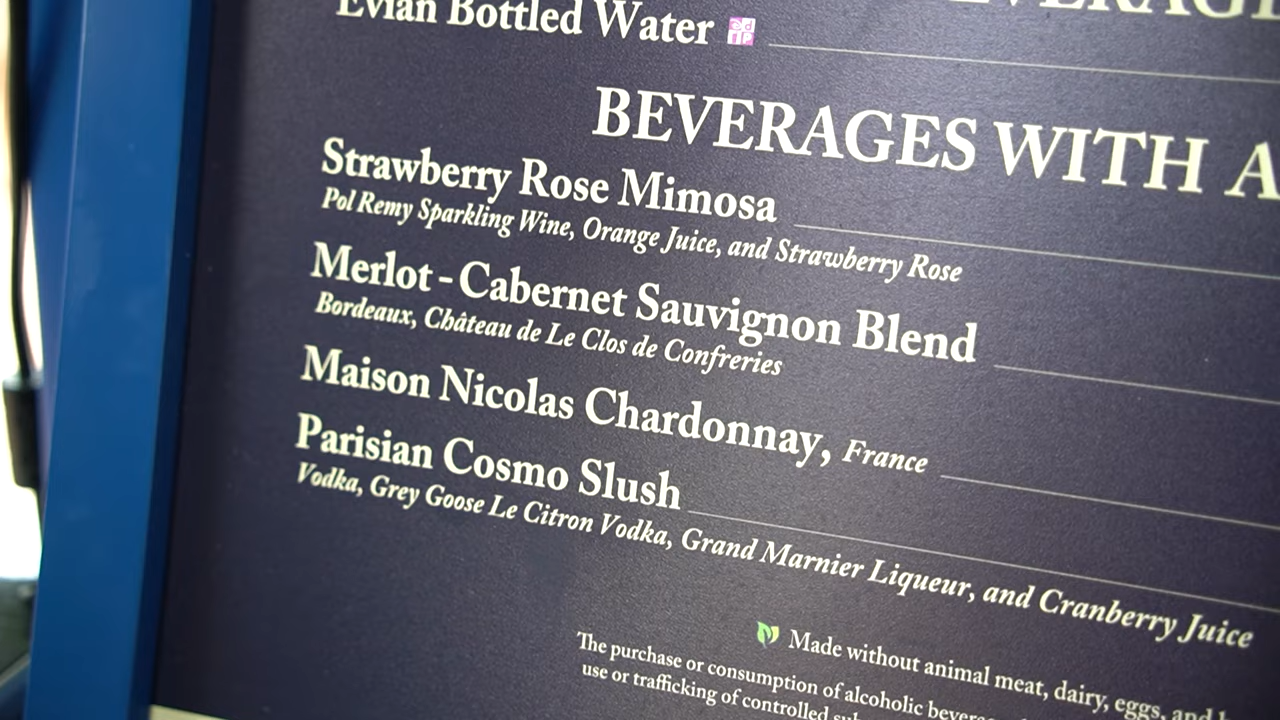 Evian Bottled Water
BEVERAGES WITH A
Strawberry Rose Mimosa
Pol Remy Sparkling Wine, Orange Juice, and Strawberry Rose
Merlot - Cabernet Sauvignon Blend
Bordeaux, Château de Le Clos de Confreries
Maison Nicolas Chardonnay, France
Parisian Cosmo Slush
Vodka, Grey Goose Le Citron Vodka, Grand Marnier Liqueur, and Cranberry Juice
Made without animal meat, dairy, eggs, and
The purchase or consumption of alcoholic
use or trafficking of controlled